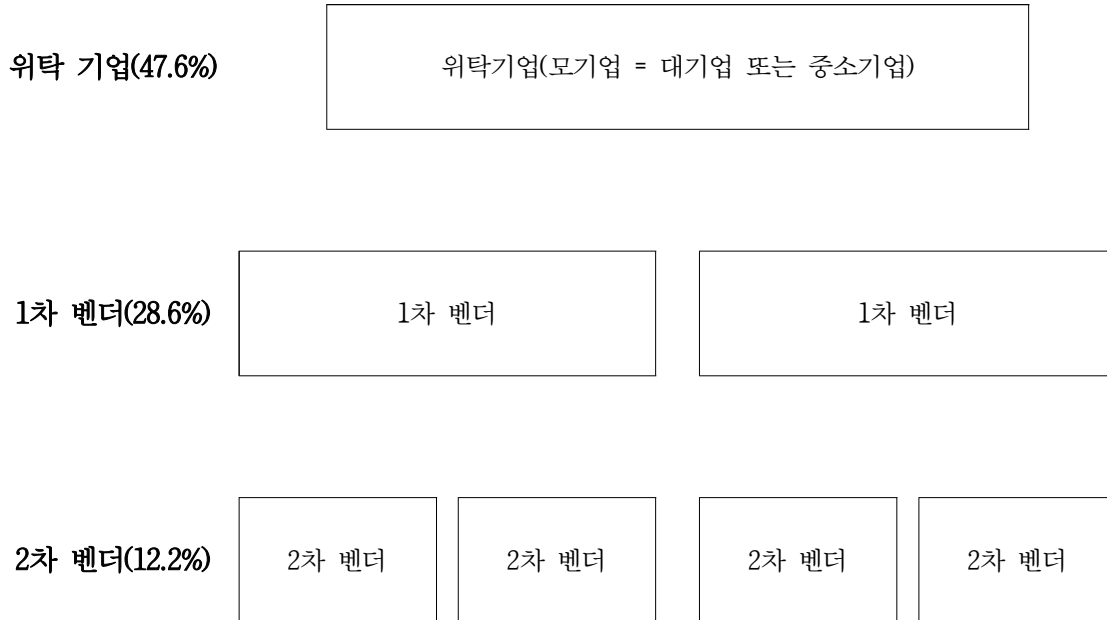 위탁 기업(47.6%)
위탁기업(모기업 = 대기업 또는 중소기업)
1차 벤더(28.6%)
1차 벤더
1차 벤더
2차 벤더(12.2%)
2차 벤더
2차 벤더
2차 벤더
2차 벤더